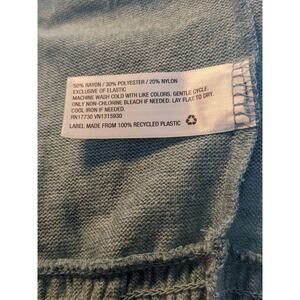 50% RAYON / 30% POLYESTER / 20% NYLON
EXCLUSIVE OF ELASTIC
MACHINE WASH COLD WITH LIKE COLORS. GENTLE CYCLE.
ONLY NON-CHLORINE BLEACH IF NEEDED. LAY FLAT TO DRY.
COOL IRON IF NEEDED.
RN17730 VN1315930
LABEL MADE FROM 100% RECYCLED PLASTIC